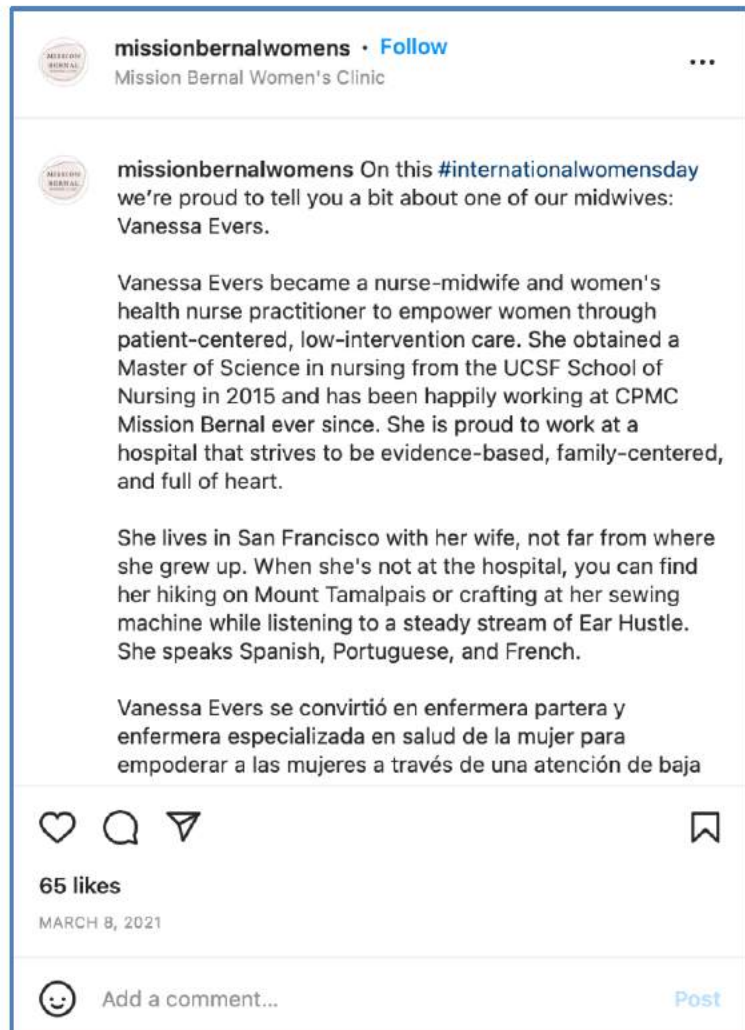 missionbernalwomens • Follow
Mission Bernal Women's Clinic
MISSION
BERNAL
missionbernalwomens On this #internationalwomensday
we're proud to tell you a bit about one of our midwives:
Vanessa Evers.
Vanessa Evers became a nurse-midwife and women's
health nurse practitioner to empower women through
patient-centered, low-intervention care. She obtained a
Master of Science in nursing from the UCSF School of
Nursing in 2015 and has been happily working at CPMC
Mission Bernal ever since. She is proud to work at a
hospital that strives to be evidence-based, family-centered,
and full of heart.
She lives in San Francisco with her wife, not far from where
she grew up. When she's not at the hospital, you can find
her hiking on Mount Tamalpais or crafting at her sewing
machine while listening to a steady stream of Ear Hustle.
She speaks Spanish, Portuguese, and French.
Vanessa Evers se convirtió en enfermera partera y
enfermera especializada en salud de la mujer para
empoderar a las mujeres a través de una atención de baja
65 likes
MARCH 8, 2021
Add a comment...
Post